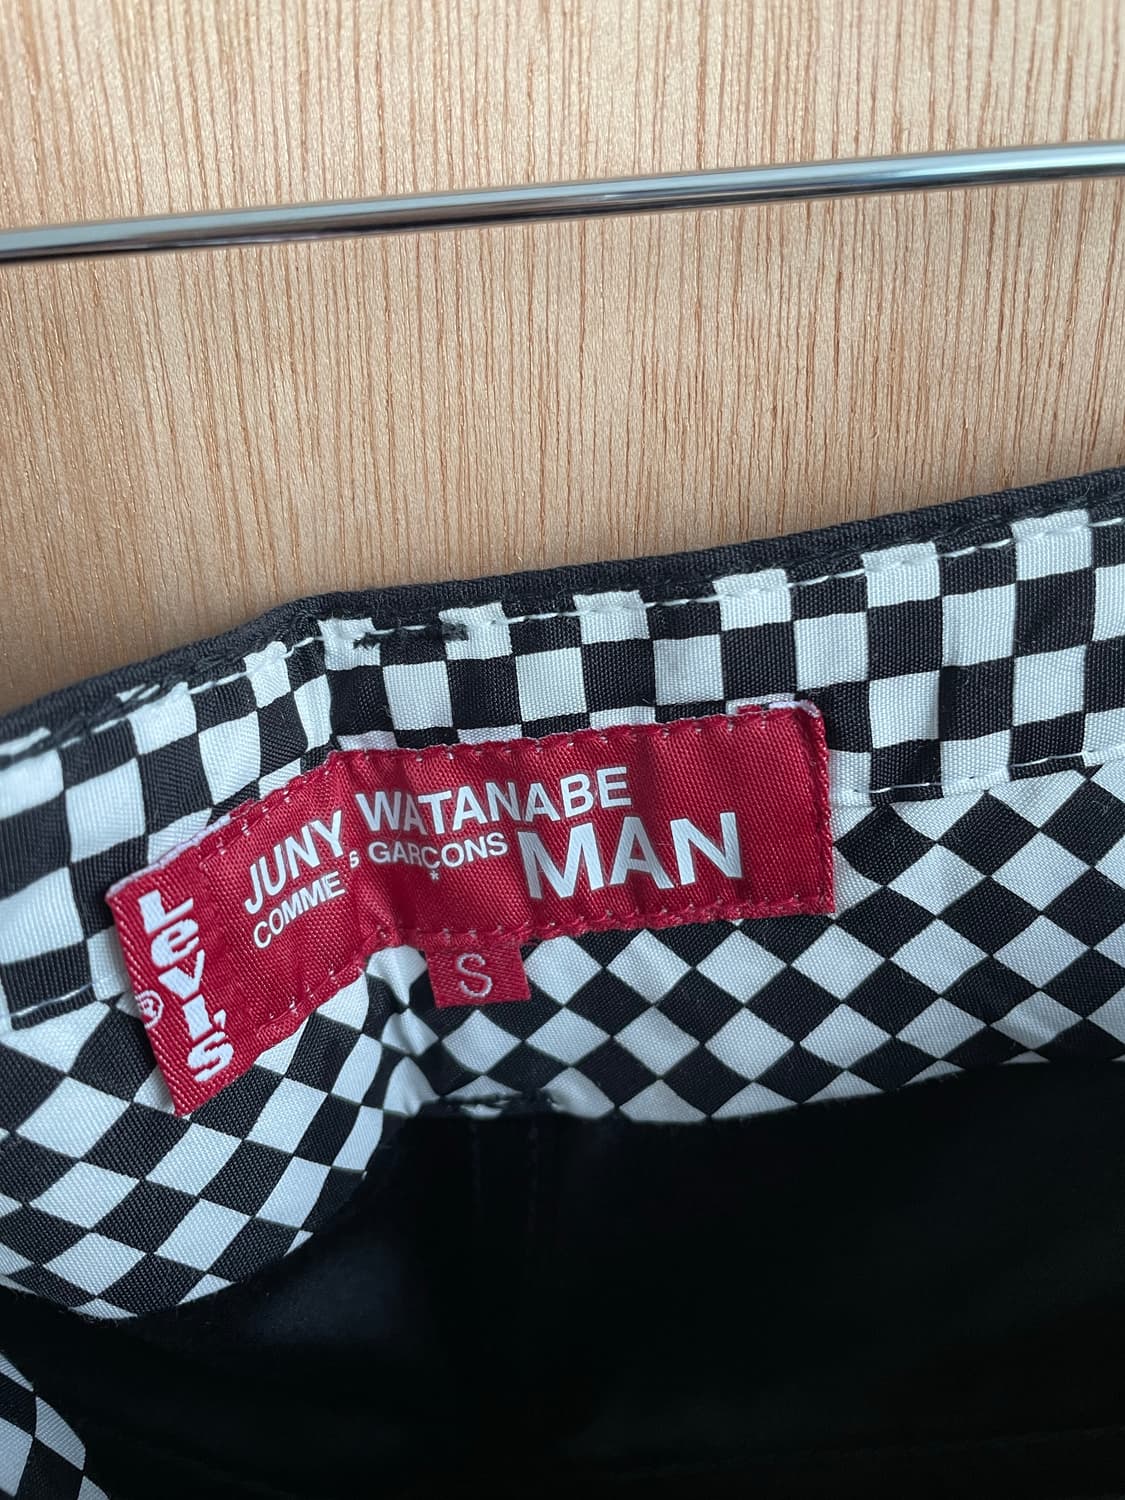 JUNY WATANABE
COMME s GARÇONS MAN
*
LeVI'S
®
S